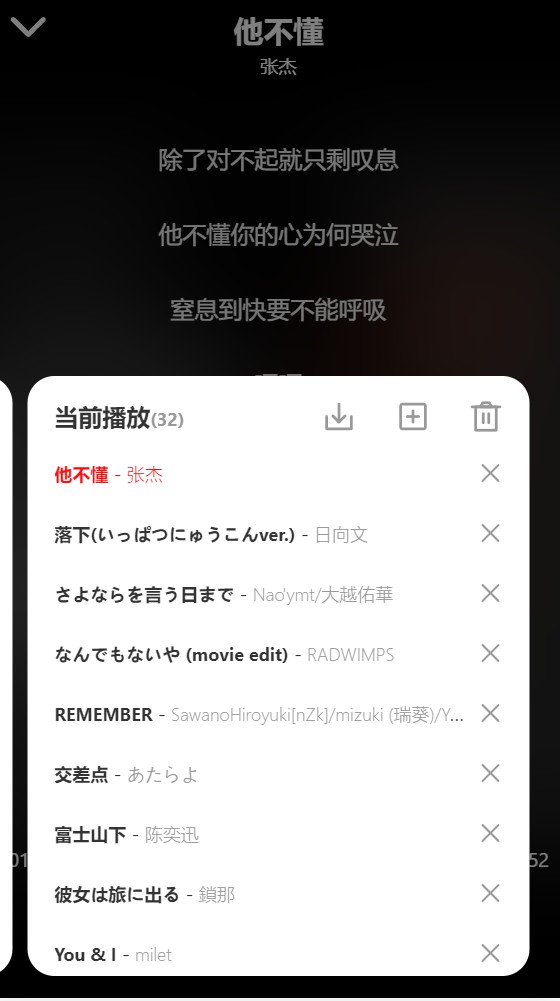 他不懂
张杰
除了对不起就只剩叹息
他不懂你的心为何哭泣
窒息到快要不能呼吸
当前播放(32)
他不懂 - 张杰
落下(いっぱつにゅうこんver.) - 日向文
さよならを言う日まで - Nao'ymt/大越佑華
なんでもないや (movie edit) - RADWIMPS
REMEMBER - SawanoHiroyuki[nZk]/mizuki (瑞葵)/Y...
交差点 - あたらよ
富士山下 - 陈奕迅
01
52
彼女は旅に出る - 鎖那
You & I - milet